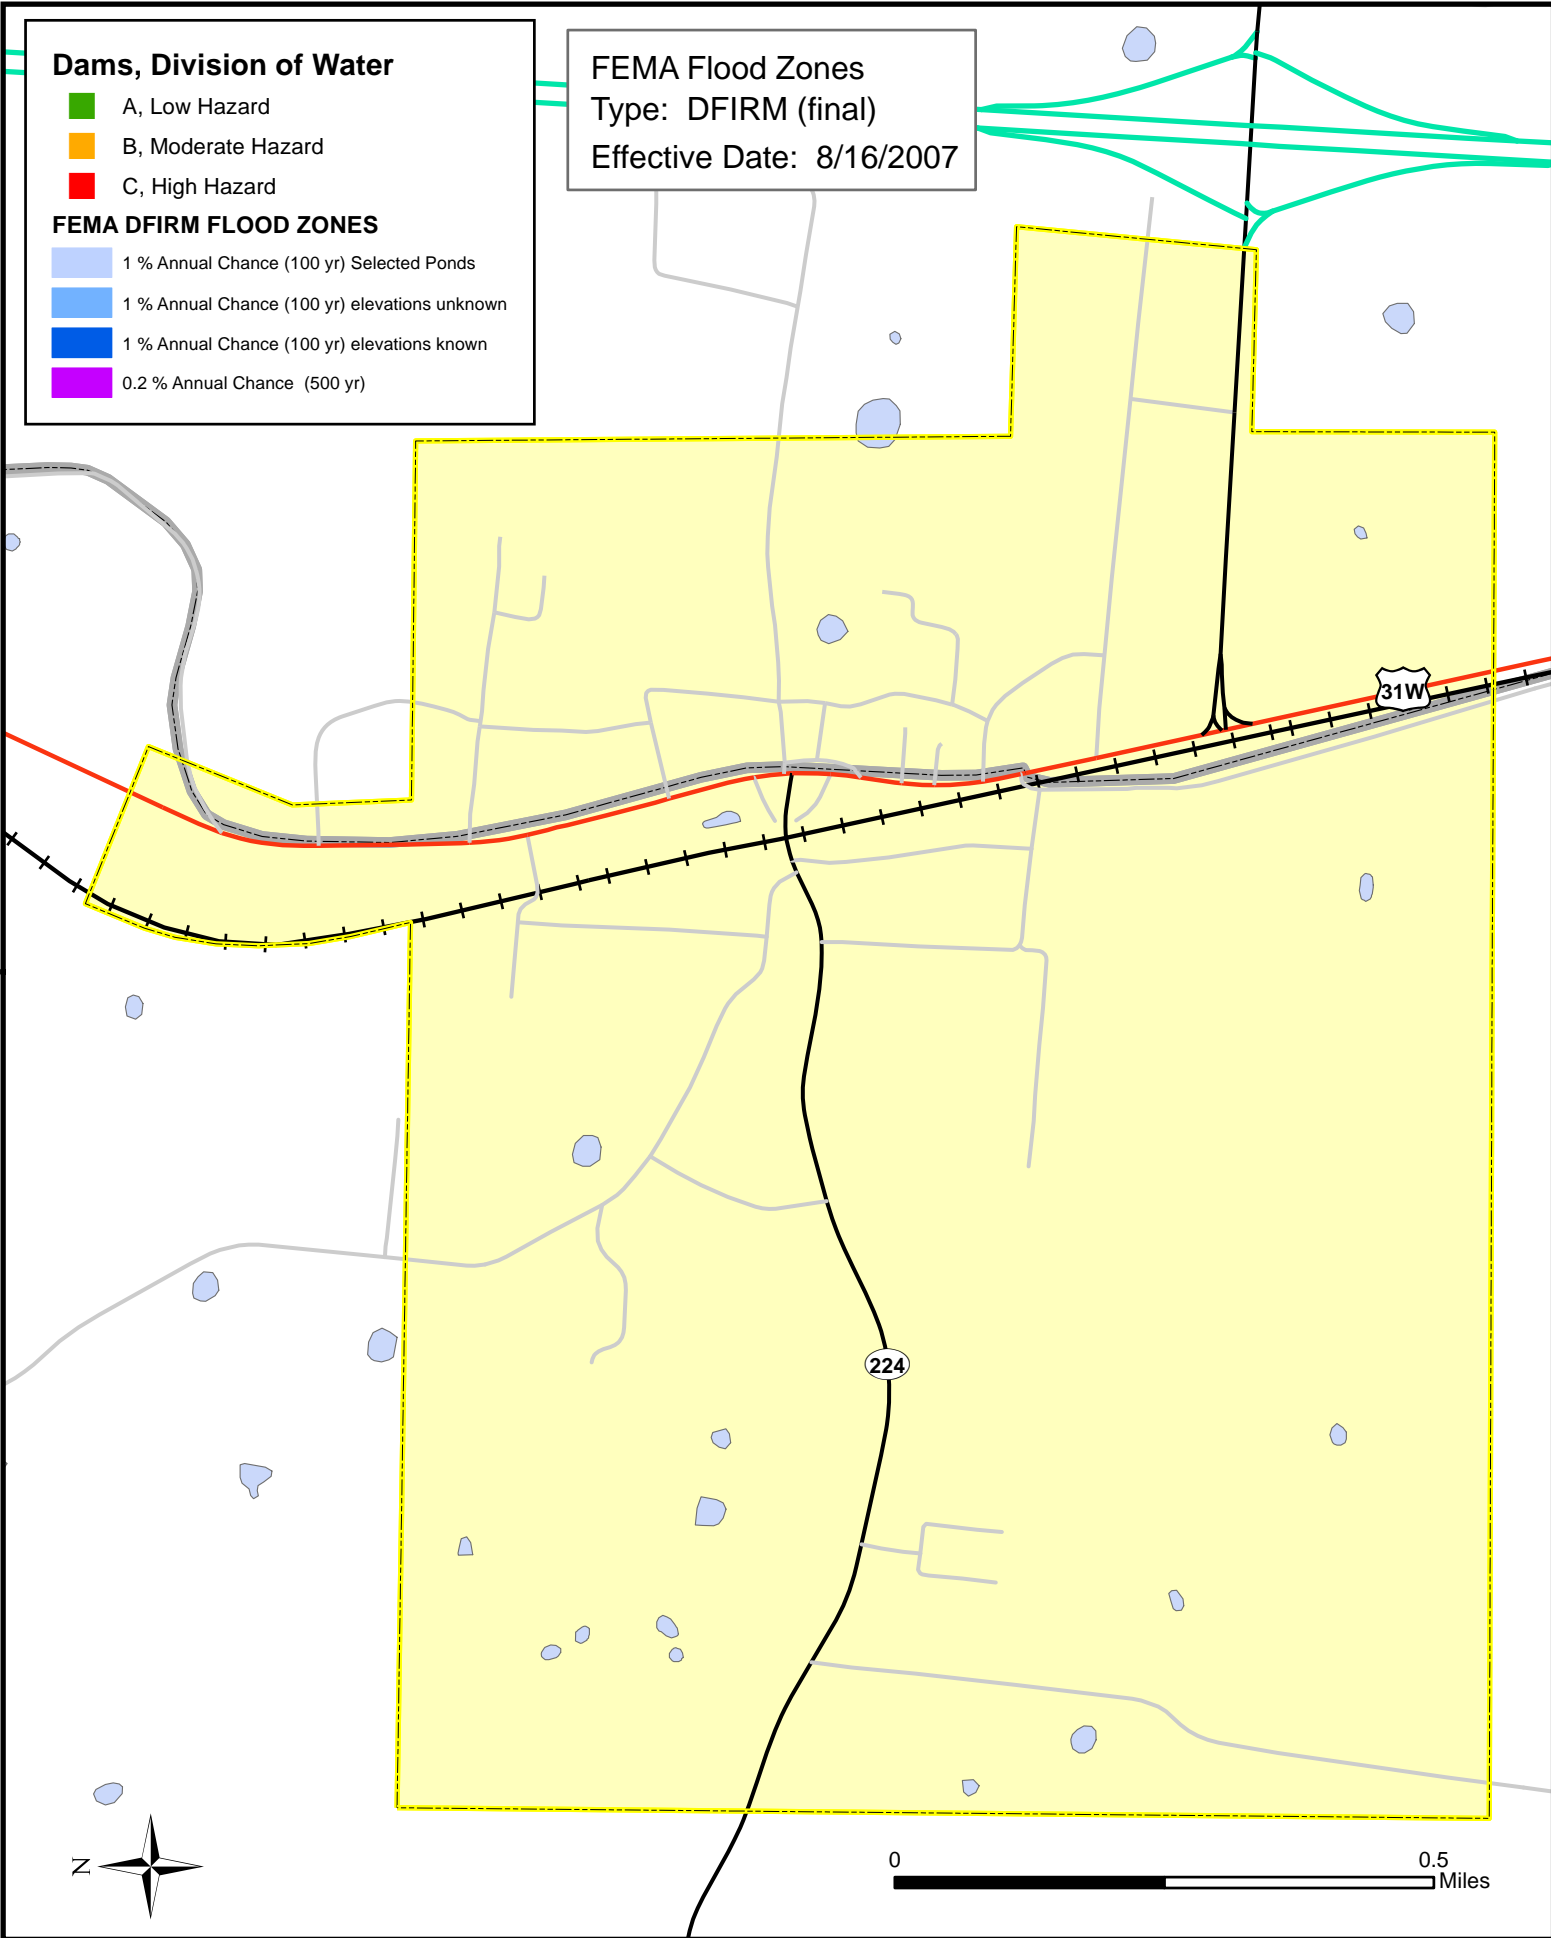 Dams, Division of Water
A, Low Hazard
B, Moderate Hazard
C, High Hazard
FEMA DFIRM FLOOD ZONES
1 % Annual Chance (100 yr) Selected Ponds
1 % Annual Chance (100 yr) elevations unknown
1 % Annual Chance (100 yr) elevations known
0.2 % Annual Chance (500 yr)
FEMA Flood Zones
Type: DFIRM (final)
Effective Date: 8/16/2007
31W
224
N
0 0.5
Miles